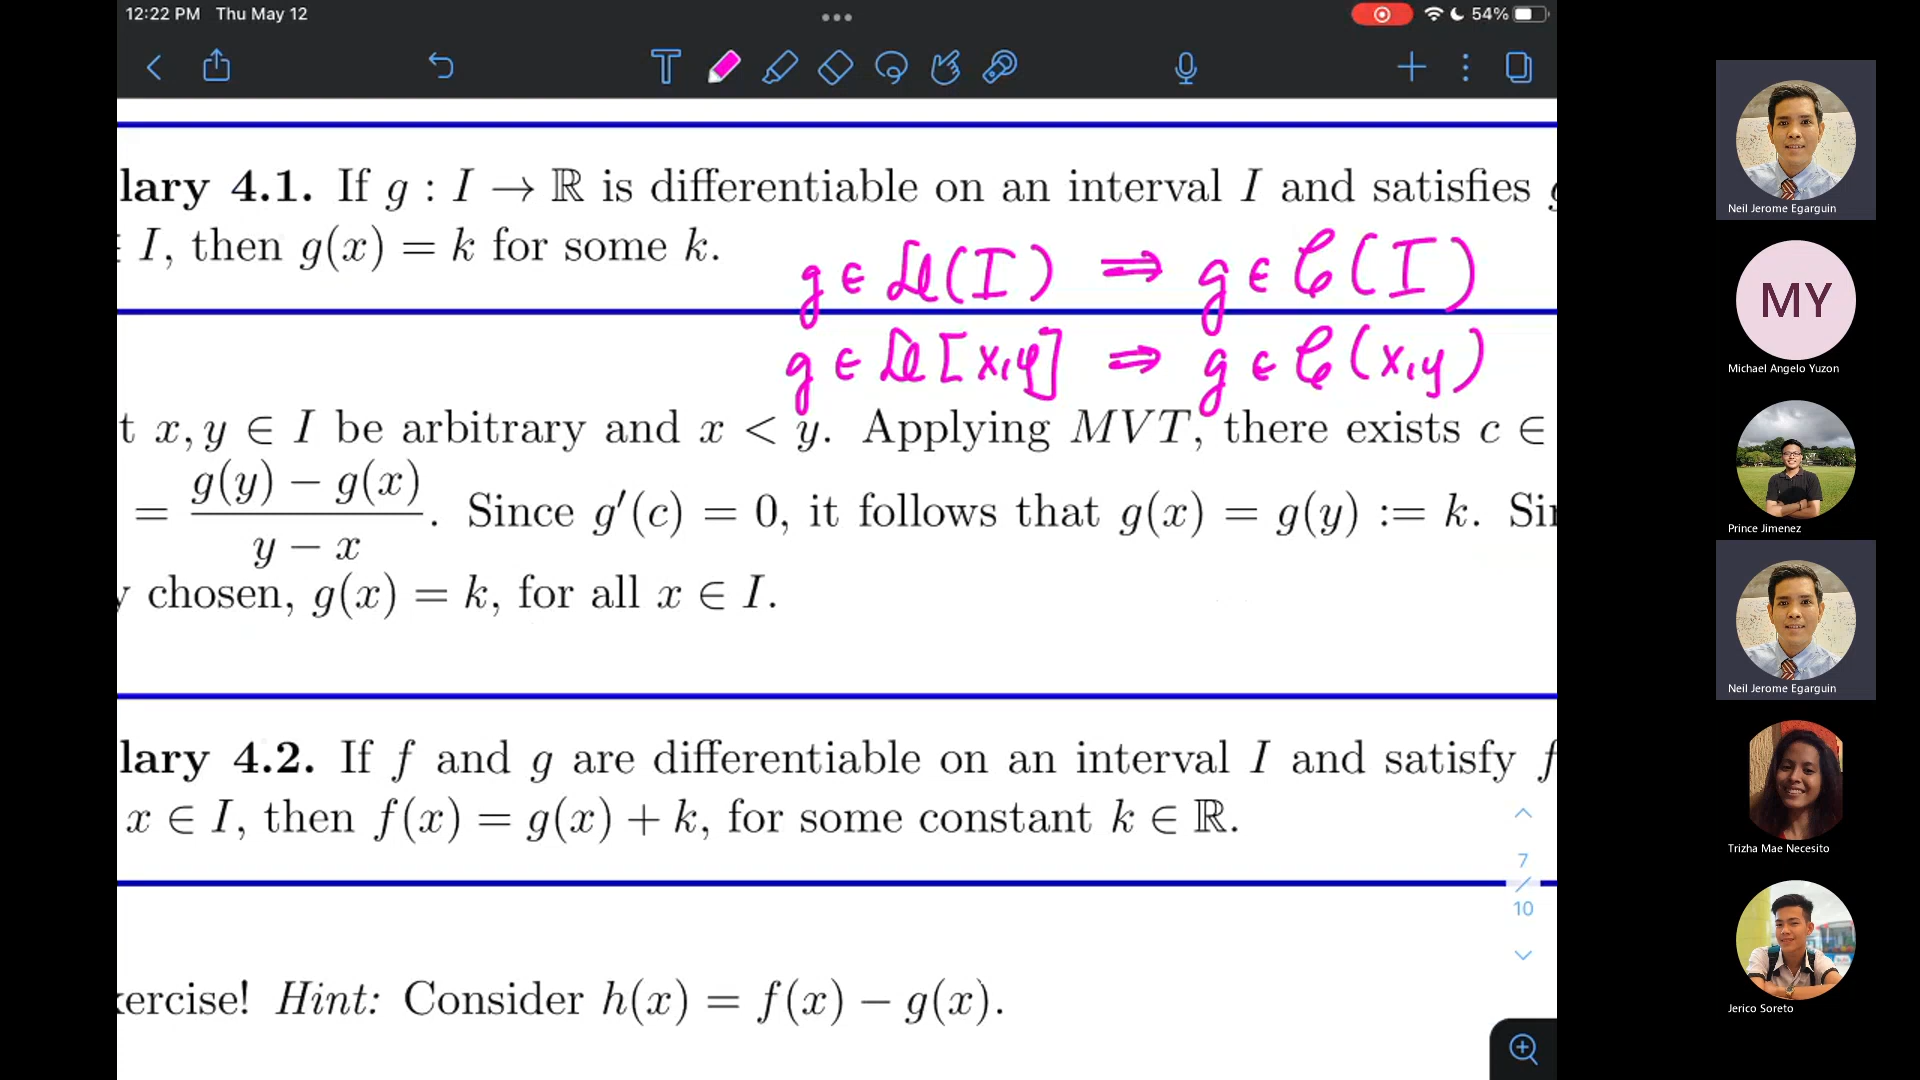 12:22 PM Thu May 12
54%
lary 4.1. If g : I → ℝ is differentiable on an interval I and satisfies
∈ I, then g(x) = k for some k.
g ∈ 𝒟(I) ⇒ g ∈ 𝒞(I)
g ∈ 𝒟[x,y] ⇒ g ∈ 𝒞(x,y)
t x, y ∈ I be arbitrary and x < y. Applying MVT, there exists c ∈
= \frac{g(y) − g(x)}{y − x}. Since g′(c) = 0, it follows that g(x) = g(y) := k. Sin
y chosen, g(x) = k, for all x ∈ I.
lary 4.2. If f and g are differentiable on an interval I and satisfy f
x ∈ I, then f(x) = g(x) + k, for some constant k ∈ ℝ.
7
/
10
xercise! Hint: Consider h(x) = f(x) − g(x).
Neil Jerome Egarguin
MY
Michael Angelo Yuzon
Prince Jimenez
Neil Jerome Egarguin
Trizha Mae Necesito
Jerico Soreto